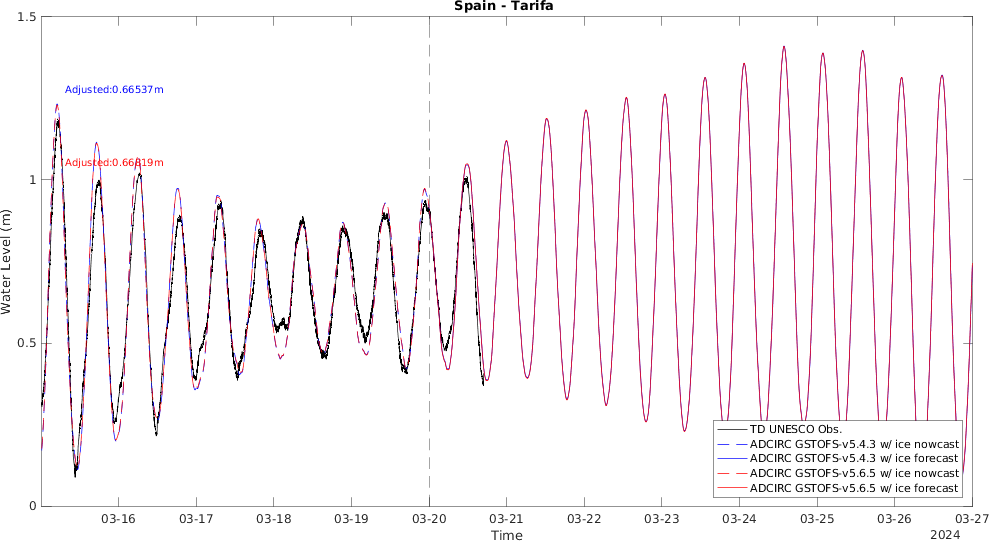 Spain - Tarifa
1.5
Adjusted:0.66537m
Adjusted:0.66819m
1
Water Level (m)
0.5
TD UNESCO Obs.
ADCIRC GSTOFS-v5.4.3 w/ ice nowcast
ADCIRC GSTOFS-v5.4.3 w/ ice forecast
ADCIRC GSTOFS-v5.6.5 w/ ice nowcast
ADCIRC GSTOFS-v5.6.5 w/ ice forecast
0
03-16 03-17 03-18 03-19 03-20 03-21 03-22 03-23 03-24 03-25 03-26 03-27
Time
2024